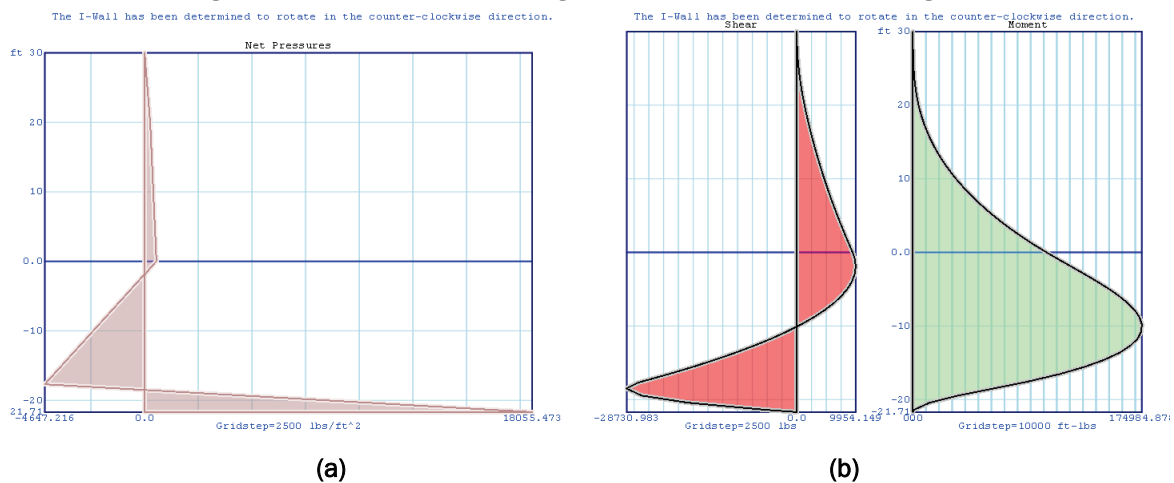 The I-Wall has been determined to rotate in the counter-clockwise direction.
Net Pressures
ft 30
20
10
0.0
-10
-20
21.71
-4647.216
0.0
18055.473
Gridstep=2500 lbs/ft^2
(a)
The I-Wall has been determined to rotate in the counter-clockwise direction.
Shear
Moment
ft 30
20
10
0.0
-10
-20
-21.71
-28730.983
0.0
9954.149
000
174984.878
Gridstep=2500 lbs
Gridstep=10000 ft-lbs
(b)